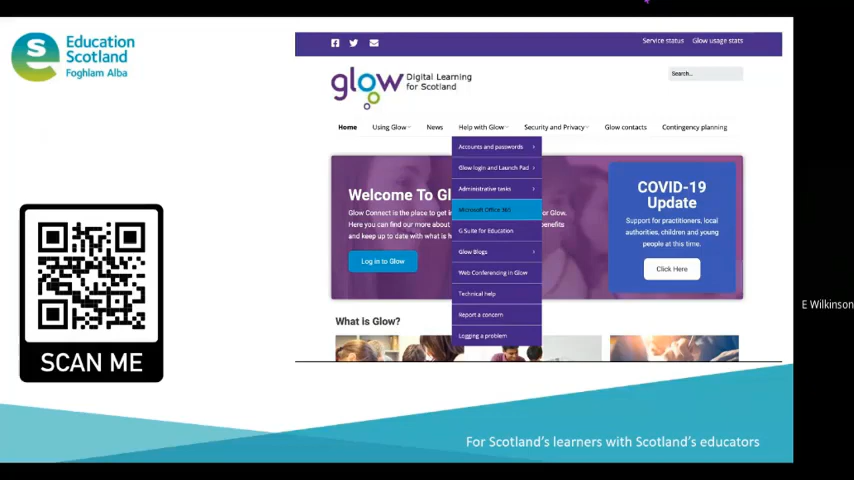 Education
Scotland
Foghlam Alba
Service status Glow usage stats
glow Digital Learning
for Scotland
Search...
Home Using Glow News Help with Glow Security and Privacy Glow contacts Contingency planning
Accounts and passwords
Glow login and Launch Pad
Administrative tasks
Microsoft Office 365
G Suite for Education
Glow Blogs
Web Conferencing in Glow
Technical help
Report a concern
Logging a problem
Welcome To Gl
Glow Connect is the place to get i
or Glow.
Here you can find our more about
enefits
and keep up to date with what is h
Log in to Glow
COVID-19
Update
Support for practitioners, local
authorities, children and young
people at this time.
Click Here
What is Glow?
SCAN ME
E Wilkinson
For Scotland's learners with Scotland's educators